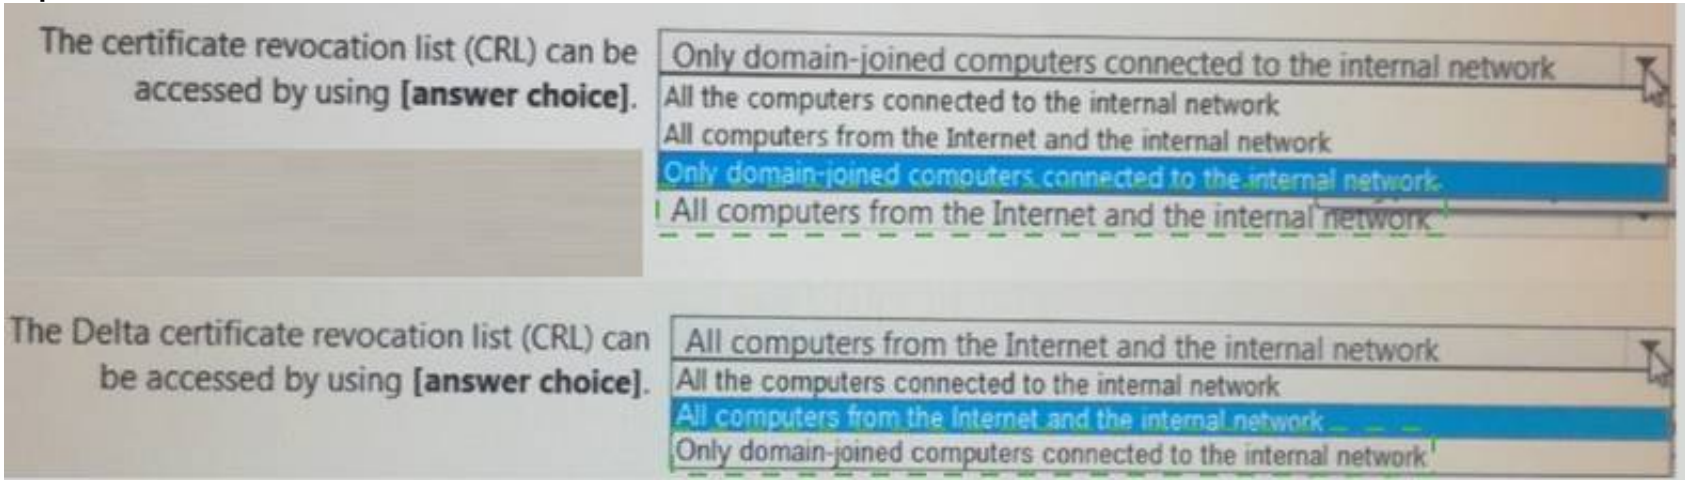 The certificate revocation list (CRL) can be
accessed by using [answer choice].
Only domain-joined computers connected to the internal network
All the computers connected to the internal network
All computers from the Internet and the internal network
Only domain-joined computers connected to the internal network
All computers from the Internet and the internal network
The Delta certificate revocation list (CRL) can
be accessed by using [answer choice].
All computers from the Internet and the internal network
All the computers connected to the internal network
All computers from the Internet and the internal network
Only domain-joined computers connected to the internal network